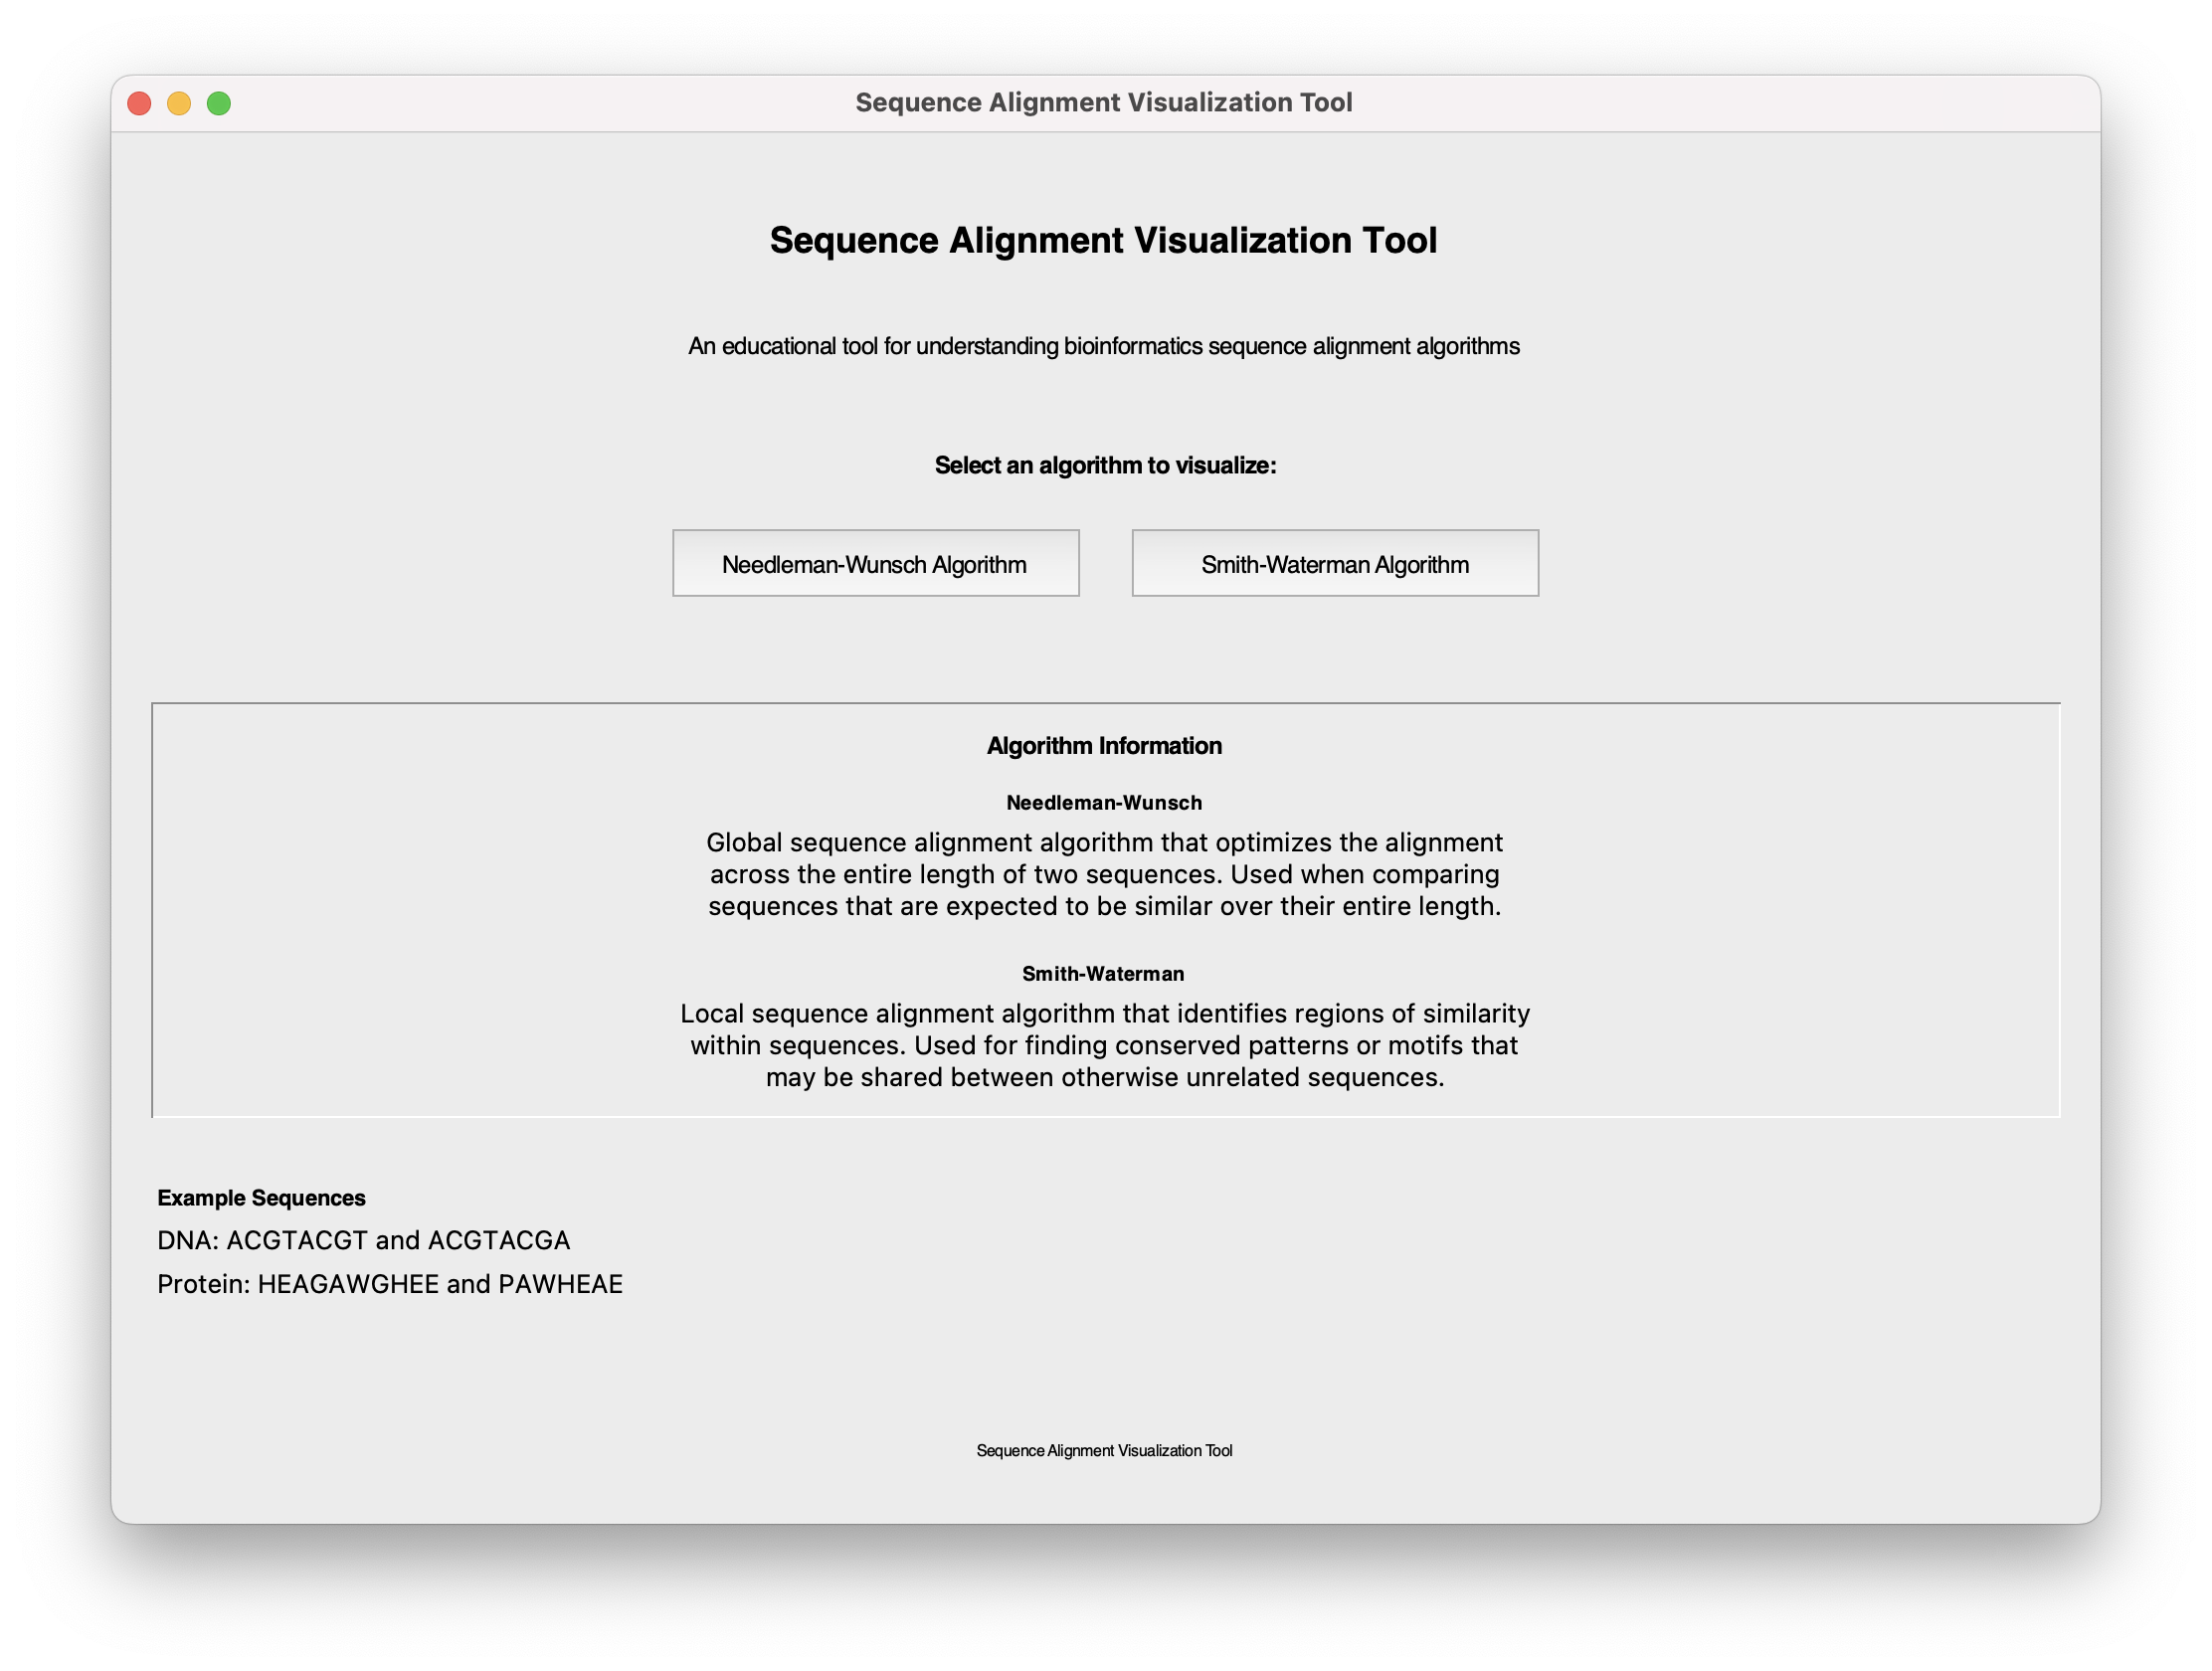 Sequence Alignment Visualization Tool
Sequence Alignment Visualization Tool
An educational tool for understanding bioinformatics sequence alignment algorithms
Select an algorithm to visualize:
Needleman-Wunsch Algorithm
Smith-Waterman Algorithm
Algorithm Information
Needleman-Wunsch
Global sequence alignment algorithm that optimizes the alignment
across the entire length of two sequences. Used when comparing
sequences that are expected to be similar over their entire length.
Smith-Waterman
Local sequence alignment algorithm that identifies regions of similarity
within sequences. Used for finding conserved patterns or motifs that
may be shared between otherwise unrelated sequences.
Example Sequences
DNA: ACGTACGT and ACGTACGA
Protein: HEAGAWGHEE and PAWHEAE
Sequence Alignment Visualization Tool